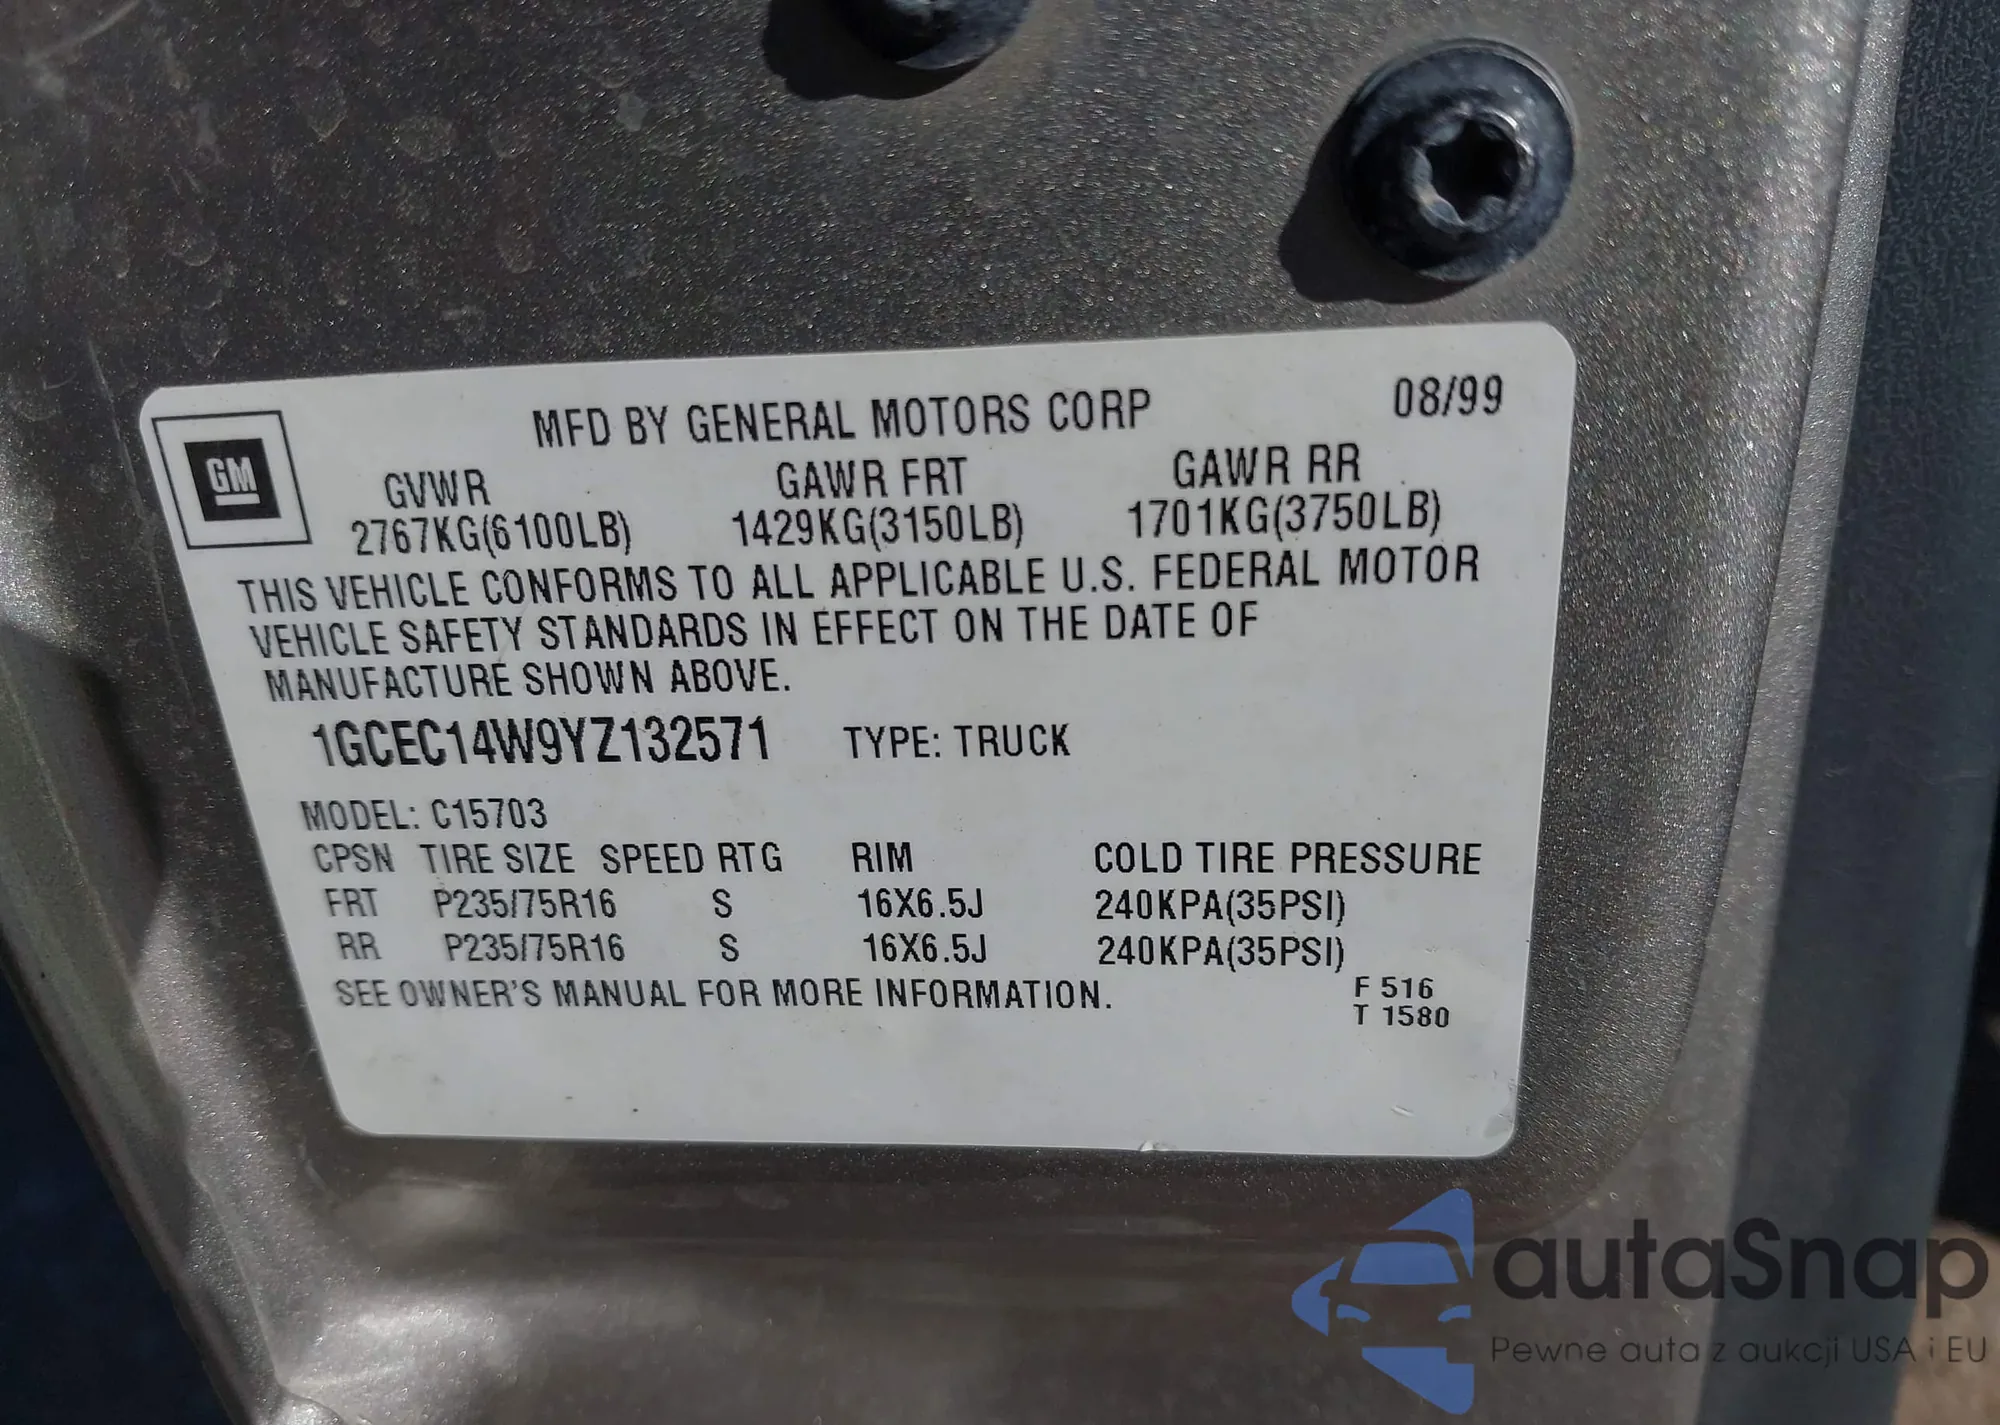 MFD BY GENERAL MOTORS CORP 08/99
GM
GVWR GAWR FRT GAWR RR
2767KG(6100LB) 1429KG(3150LB) 1701KG(3750LB)
THIS VEHICLE CONFORMS TO ALL APPLICABLE U.S. FEDERAL MOTOR
VEHICLE SAFETY STANDARDS IN EFFECT ON THE DATE OF
MANUFACTURE SHOWN ABOVE.
1GCEC14W9YZ132571 TYPE: TRUCK
MODEL: C15703
CPSN TIRE SIZE SPEED RTG RIM COLD TIRE PRESSURE
FRT P235/75R16 S 16X6.5J 240KPA(35PSI)
RR P235/75R16 S 16X6.5J 240KPA(35PSI)
SEE OWNER'S MANUAL FOR MORE INFORMATION.
F 516
T 1580
autaSnap
Pewne auta z aukcji USA i EU